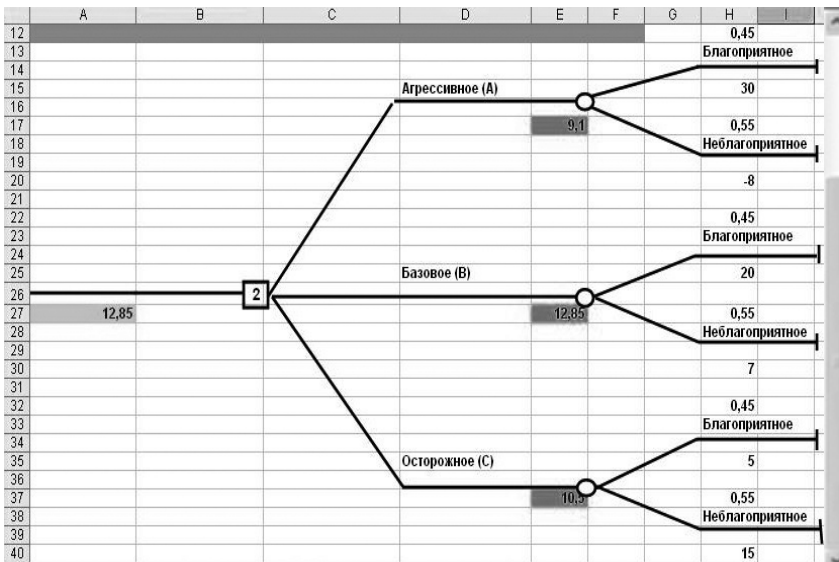 A B C D E F G H I
12 0,45
13 Благоприятное
14
15 Агрессивное (A) 30
16
17 9,1 0,55
18 Неблагоприятное
19
20 -8
21
22 0,45
23 Благоприятное
24
25 Базовое (B) 20
26 2
27 12,85 12,85 0,55
28 Неблагоприятное
29
30 7
31
32 0,45
33 Благоприятное
34
35 Осторожное (C) 5
36
37 10,5 0,55
38 Неблагоприятное
39
40 15